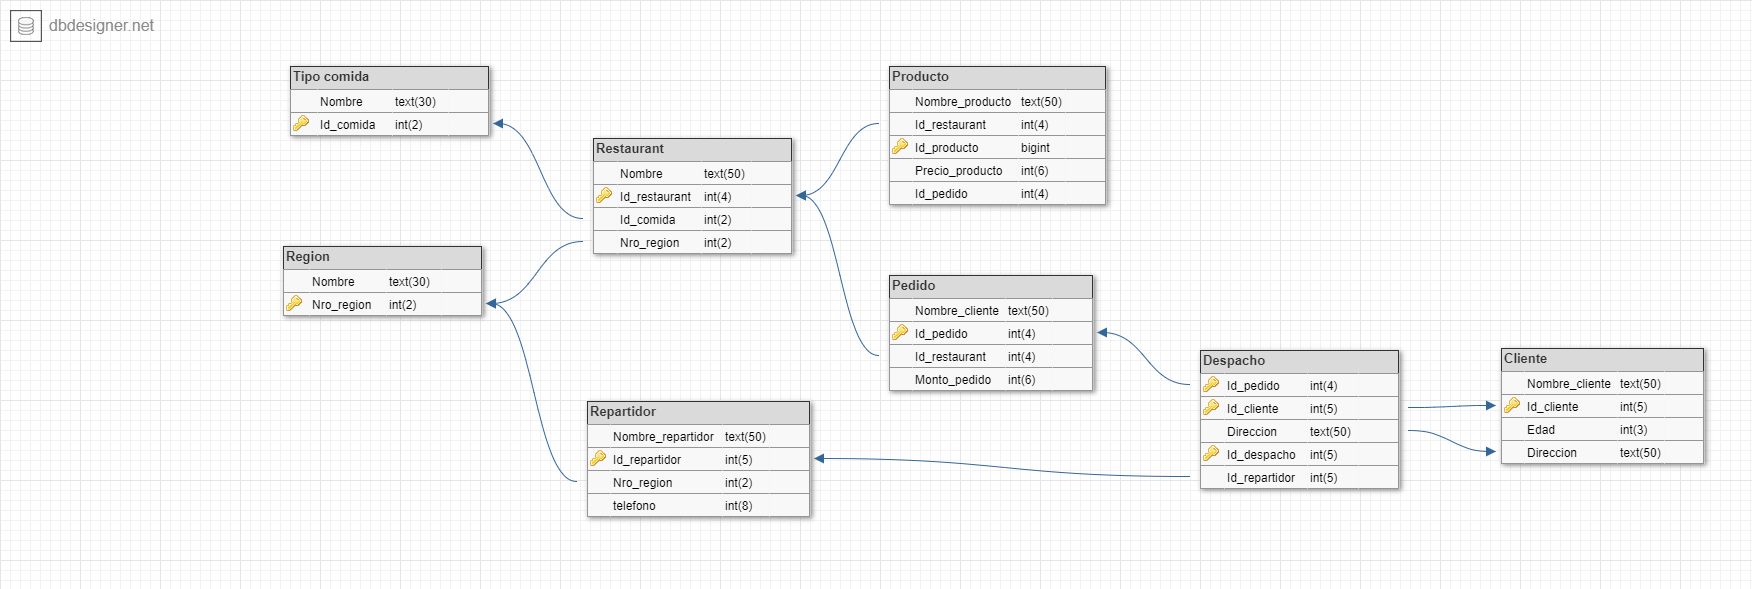 dbdesigner.net
Tipo comida
Nombre text(30)
Id_comida int(2)
Region
Nombre text(30)
Nro_region int(2)
Restaurant
Nombre text(50)
Id_restaurant int(4)
Id_comida int(2)
Nro_region int(2)
Repartidor
Nombre_repartidor text(50)
Id_repartidor int(5)
Nro_region int(2)
telefono int(8)
Producto
Nombre_producto text(50)
Id_restaurant int(4)
Id_producto bigint
Precio_producto int(6)
Id_pedido int(4)
Pedido
Nombre_cliente text(50)
Id_pedido int(4)
Id_restaurant int(4)
Monto_pedido int(6)
Despacho
Id_pedido int(4)
Id_cliente int(5)
Direccion text(50)
Id_despacho int(5)
Id_repartidor int(5)
Cliente
Nombre_cliente text(50)
Id_cliente int(5)
Edad int(3)
Direccion text(50)